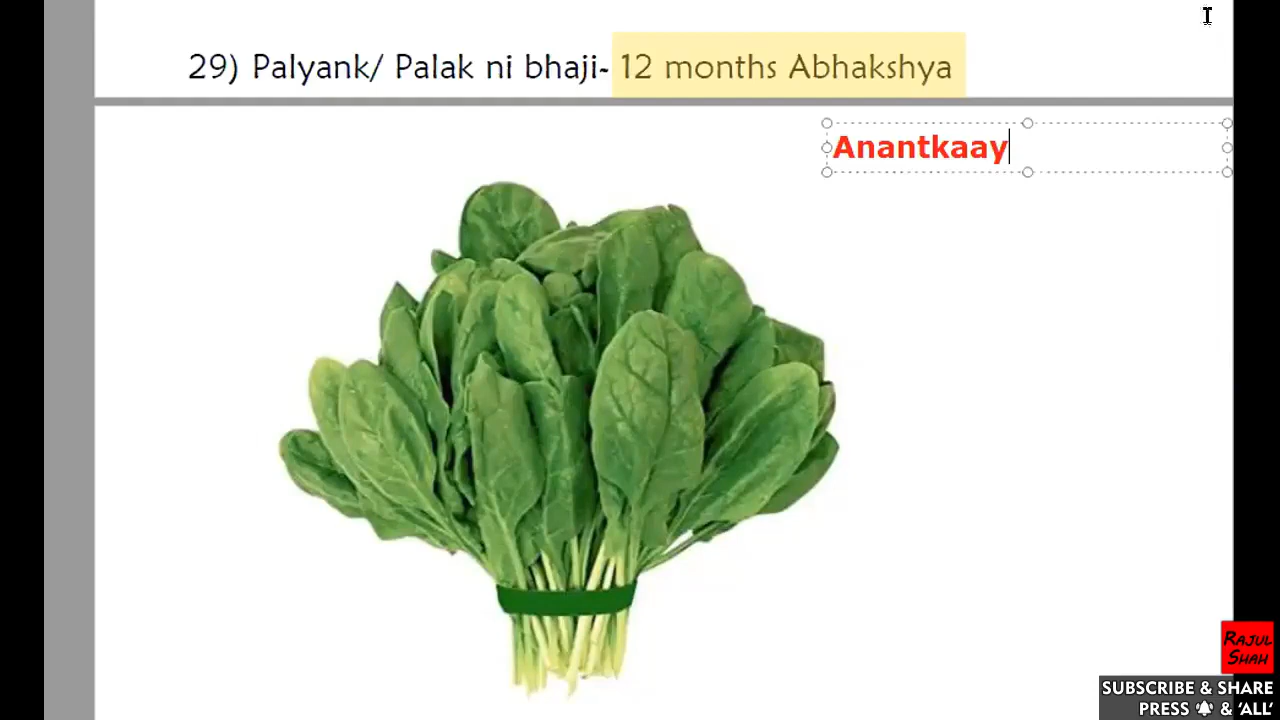 29) Palyank/ Palak ni bhaji- 12 months Abhakshya
Anantkaay
RAJUL
SHAH
SUBSCRIBE & SHARE
PRESS 🔔 & 'ALL'